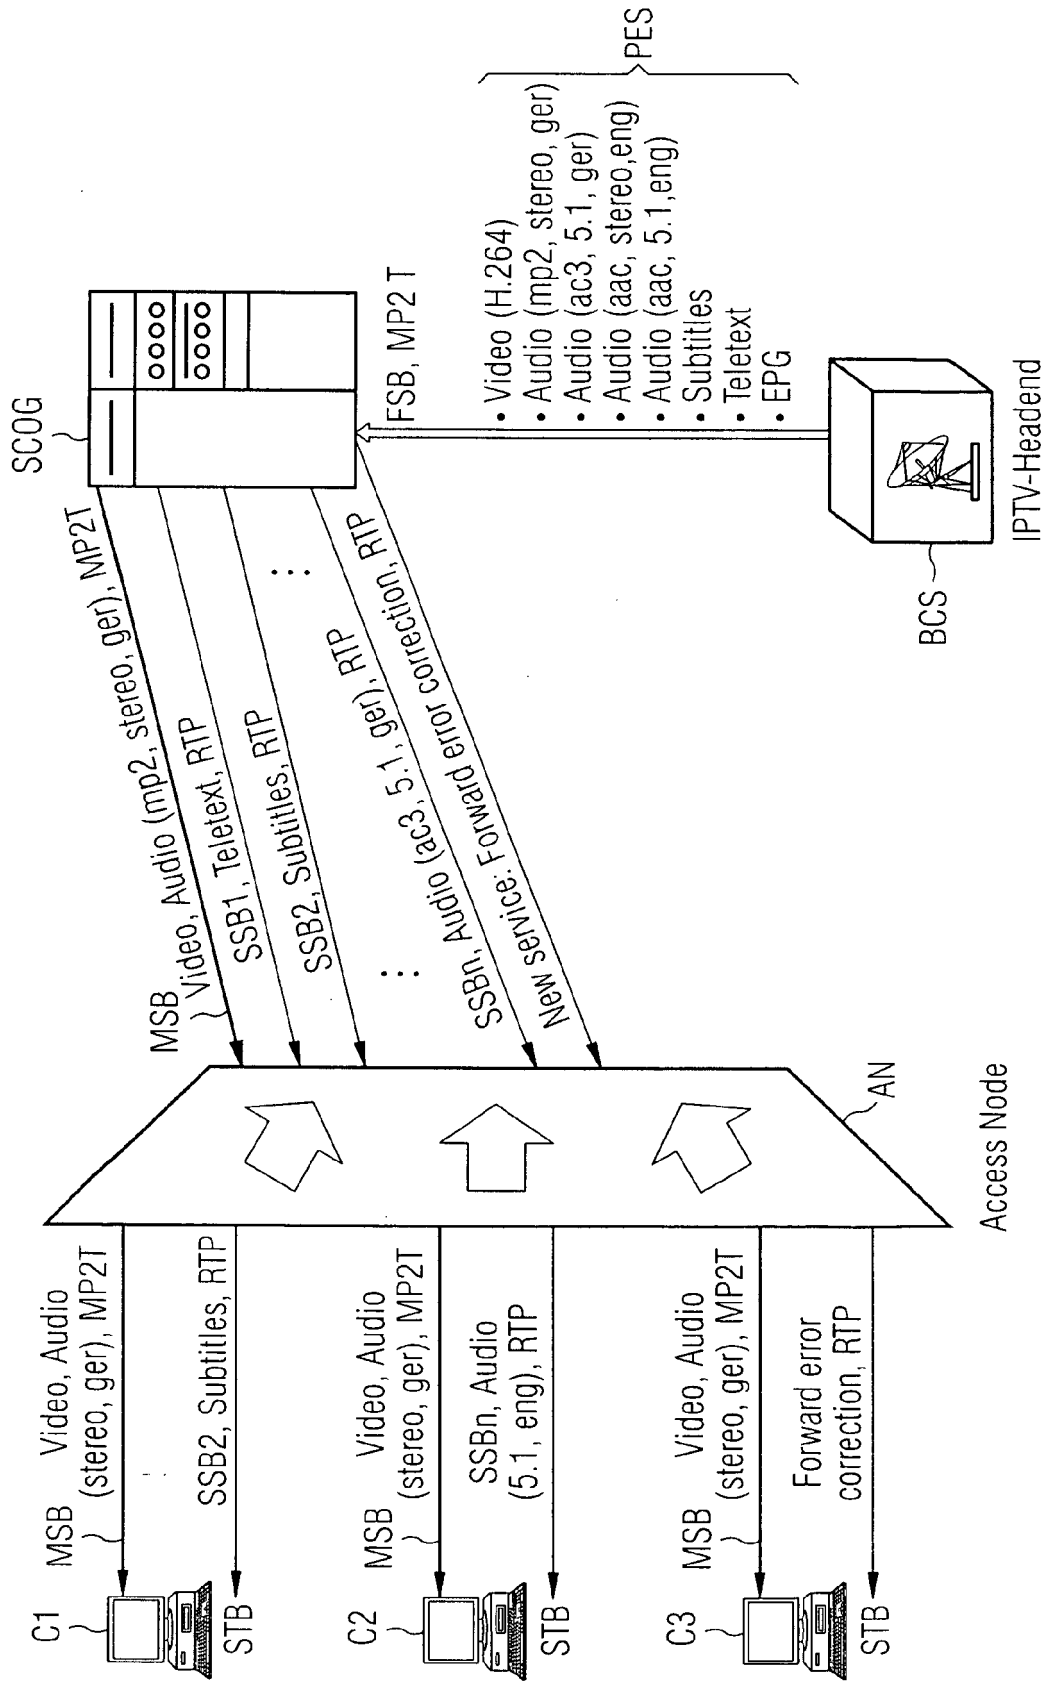 C1
MSB
Video, Audio
(stereo, ger), MP2T
STB
SSB2, Subtitles, RTP
C2
MSB
Video, Audio
(stereo, ger), MP2T
STB
SSBn, Audio
(5.1, eng), RTP
C3
MSB
Video, Audio
(stereo, ger), MP2T
STB
Forward error
correction, RTP
AN
Access Node
MSB
Video, Audio (mp2, stereo, ger), MP2T
SSB1, Teletext, RTP
SSB2, Subtitles, RTP
...
...
SSBn, Audio (ac3, 5.1, ger), RTP
New service: Forward error correction, RTP
SCOG
FSB, MP2 T
• Video (H.264)
• Audio (mp2, stereo, ger)
• Audio (ac3, 5.1, ger)
• Audio (aac, stereo,eng)
• Audio (aac, 5.1,eng)
• Subtitles
• Teletext
• EPG
PES
BCS
IPTV-Headend